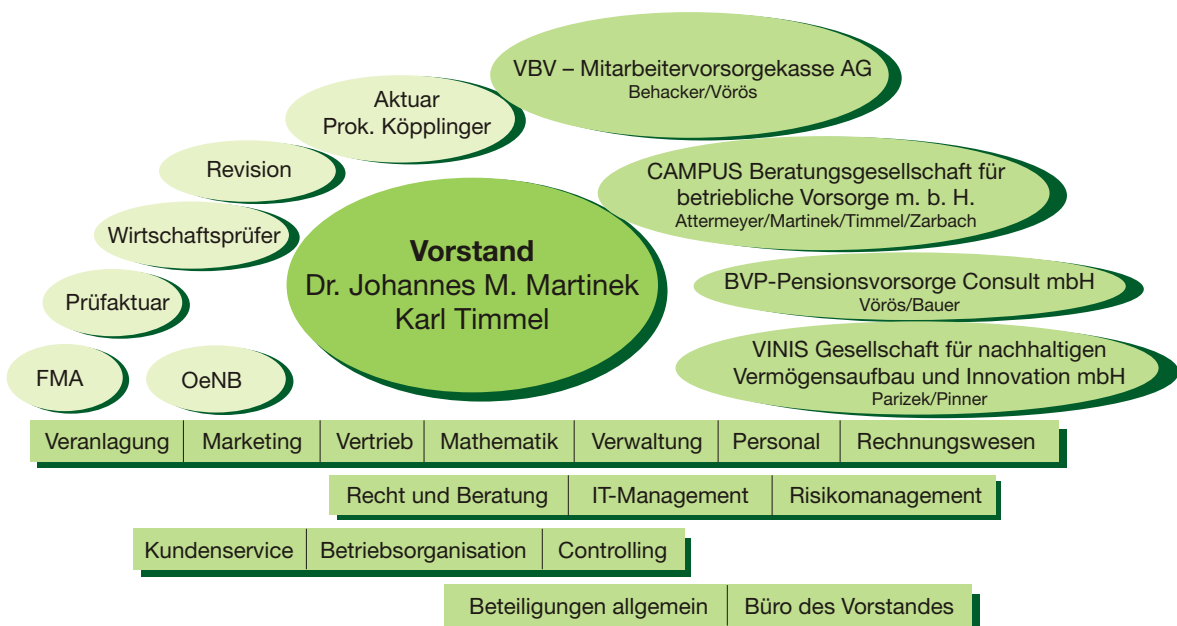 VBV – Mitarbeitervorsorgekasse AG
Behacker/Vörös
Aktuar
Prok. Köpplinger
Revision
CAMPUS Beratungsgesellschaft für
betriebliche Vorsorge m. b. H.
Attermeyer/Martinek/Timmel/Zarbach
Wirtschaftsprüfer
Vorstand
Dr. Johannes M. Martinek
Karl Timmel
Prüfaktuar
BVP-Pensionsvorsorge Consult mbH
Vörös/Bauer
FMA
OeNB
VINIS Gesellschaft für nachhaltigen
Vermögensaufbau und Innovation mbH
Parizek/Pinner
Veranlagung Marketing Vertrieb Mathematik Verwaltung Personal Rechnungswesen
Recht und Beratung IT-Management Risikomanagement
Kundenservice Betriebsorganisation Controlling
Beteiligungen allgemein Büro des Vorstandes